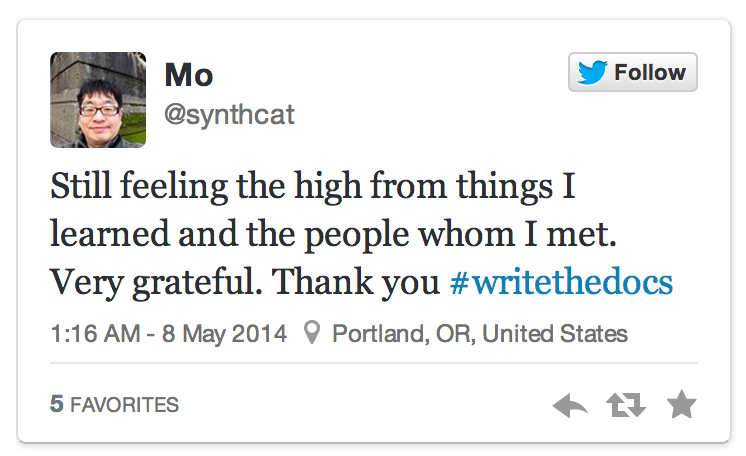 Mo
@synthcat
Follow
Still feeling the high from things I
learned and the people whom I met.
Very grateful. Thank you #writethedocs
1:16 AM - 8 May 2014 Portland, OR, United States
5 FAVORITES